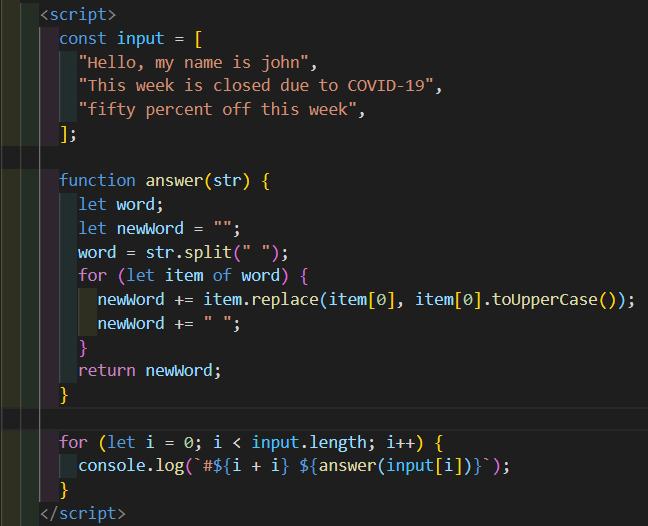 <script>
const input = [
"Hello, my name is john",
"This week is closed due to COVID-19",
"fifty percent off this week",
];
function answer(str) {
let word;
let newWord = "";
word = str.split(" ");
for (let item of word) {
newWord += item.replace(item[0], item[0].toUpperCase());
newWord += " ";
}
return newWord;
}
for (let i = 0; i < input.length; i++) {
console.log(`#${i + i} ${answer(input[i])}`);
}
</script>